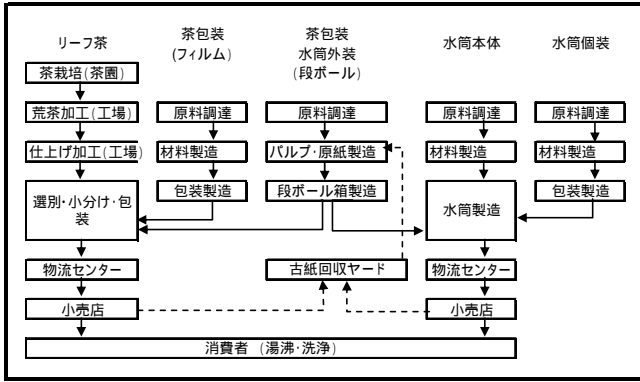 リーフ茶
茶包装
(フィルム)
茶包装
水筒外装
(段ボール)
水筒本体
水筒個装
茶栽培(茶園)
荒茶加工(工場)
原料調達
原料調達
原料調達
原料調達
仕上げ加工(工場)
材料製造
パルプ・原紙製造
材料製造
材料製造
選別・小分け・包
装
包装製造
段ボール箱製造
水筒製造
包装製造
物流センター
古紙回収ヤード
物流センター
小売店
小売店
消費者 (湯沸・洗浄)